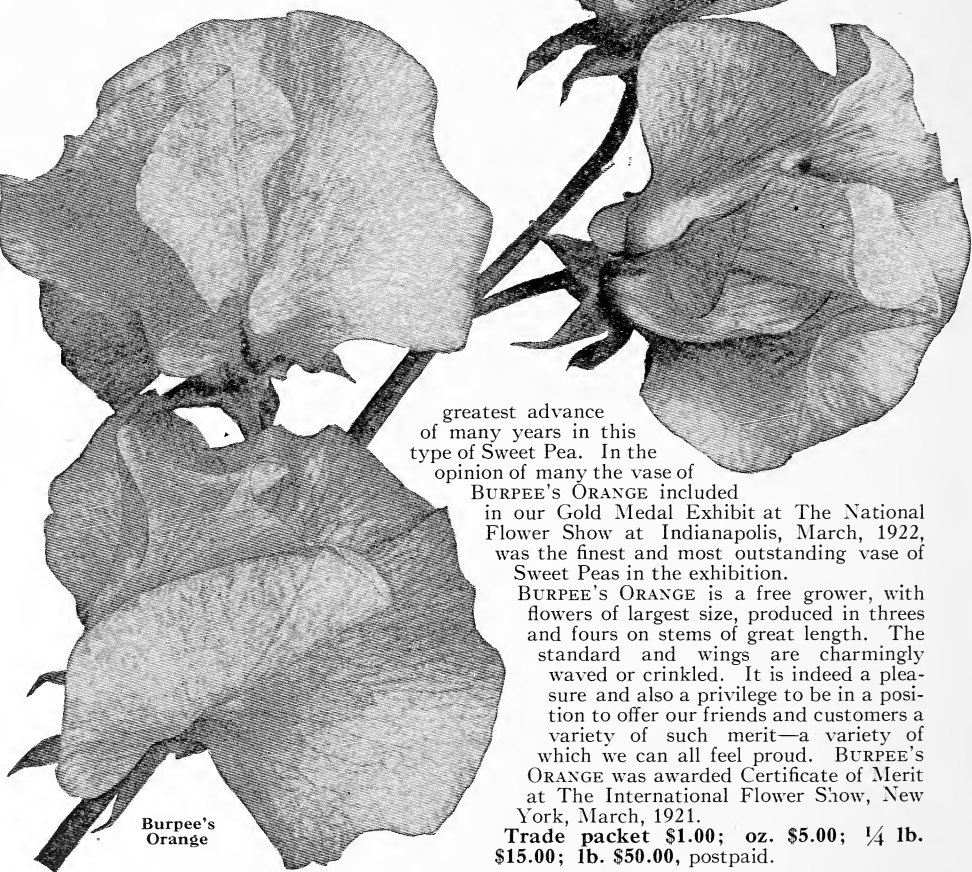 greatest advance
of many years in this
type of Sweet Pea. In the
opinion of many the vase of
BURPEE'S ORANGE included
in our Gold Medal Exhibit at The National
Flower Show at Indianapolis, March, 1922,
was the finest and most outstanding vase of
Sweet Peas in the exhibition.
BURPEE'S ORANGE is a free grower, with
flowers of largest size, produced in threes
and fours on stems of great length. The
standard and wings are charmingly
waved or crinkled. It is indeed a plea-
sure and also a privilege to be in a posi-
tion to offer our friends and customers a
variety of such merit—a variety of
which we can all feel proud. BURPEE'S
ORANGE was awarded Certificate of Merit
at The International Flower Show, New
York, March, 1921.
Trade packet $1.00; oz. $5.00; ¼ lb.
$15.00; lb. $50.00, postpaid.
Burpee's
Orange